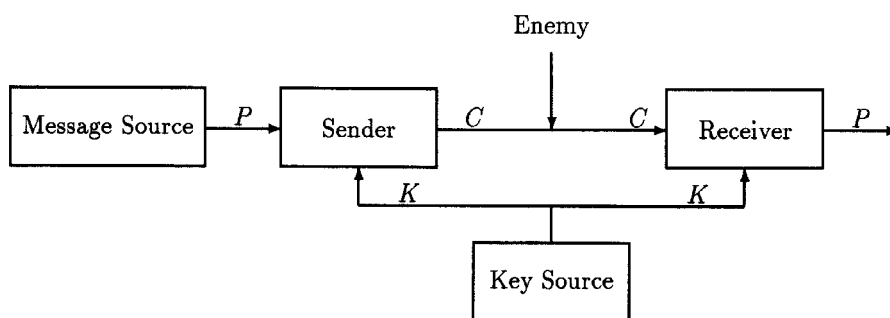 Enemy
Message Source
P
Sender
C
C
Receiver
P
K
K
Key Source